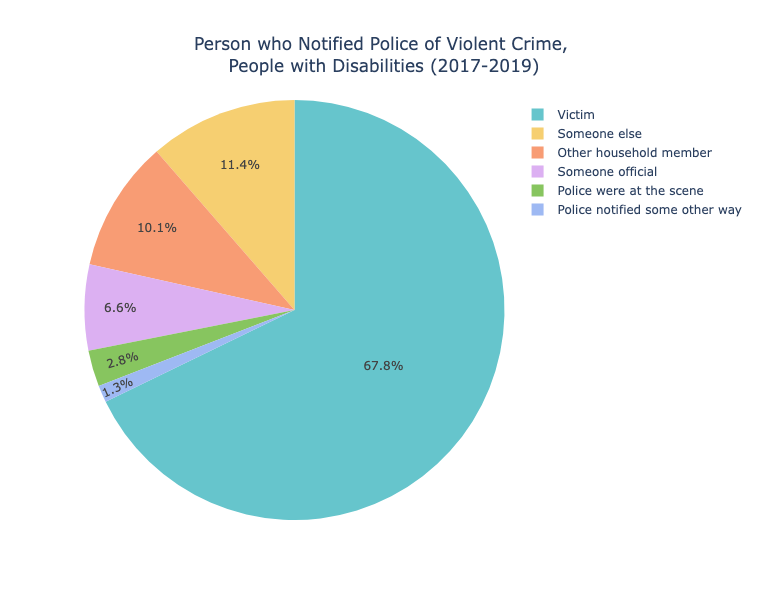 Person who Notified Police of Violent Crime,
People with Disabilities (2017-2019)
Victim
Someone else
Other household member
Someone official
Police were at the scene
Police notified some other way
11.4%
10.1%
6.6%
2.8%
1.3%
67.8%